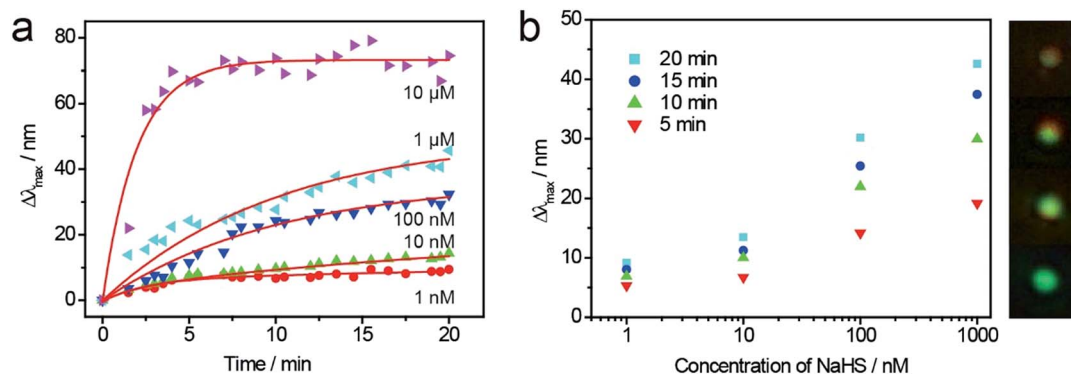 a
80
60
40
20
0
Δλmax / nm
10 µM
1 µM
100 nM
10 nM
1 nM
0
5
10
15
20
Time / min
b
50
40
30
20
10
0
Δλmax / nm
20 min
15 min
10 min
5 min
1
10
100
1000
Concentration of NaHS / nM